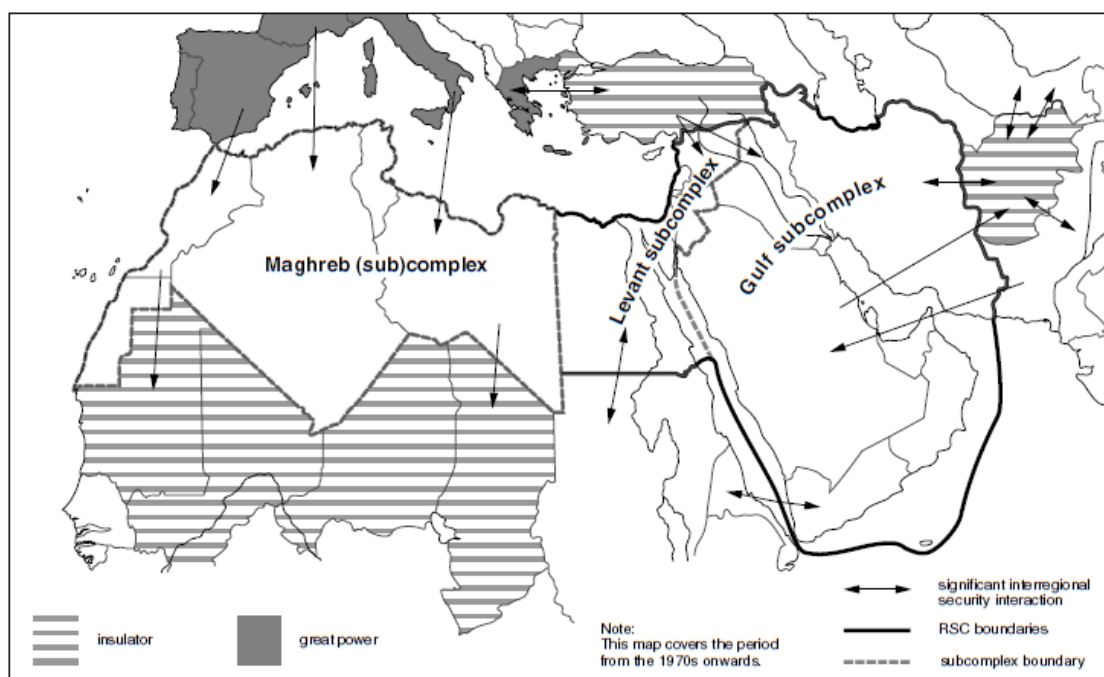 Maghreb (sub)complex
Levant subcomplex
Gulf subcomplex
insulator
great power
Note:
This map covers the period
from the 1970s onwards.
significant interregional
security interaction
RSC boundaries
subcomplex boundary